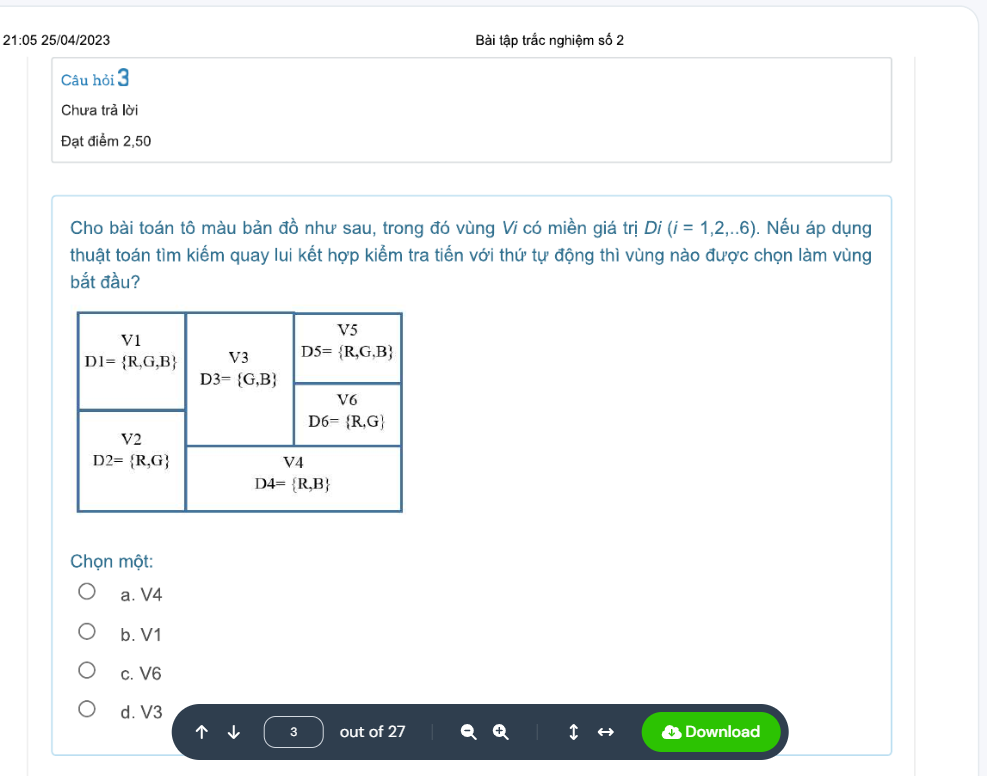 21:05 25/04/2023 Bài tập trắc nghiệm số 2
Câu hỏi 3
Chưa trả lời
Đạt điểm 2,50
Cho bài toán tô màu bản đồ như sau, trong đó vùng Vi có miền giá trị Di (i = 1,2,..6). Nếu áp dụng
thuật toán tìm kiếm quay lui kết hợp kiểm tra tiến với thứ tự động thì vùng nào được chọn làm vùng
bắt đầu?
V1
D1= {R,G,B}
V3
D3= {G,B}
V5
D5= {R,G,B}
V6
D6= {R,G}
V2
D2= {R,G}
V4
D4= {R,B}
Chọn một:
a. V4
b. V1
c. V6
d. V3
3 out of 27 Download